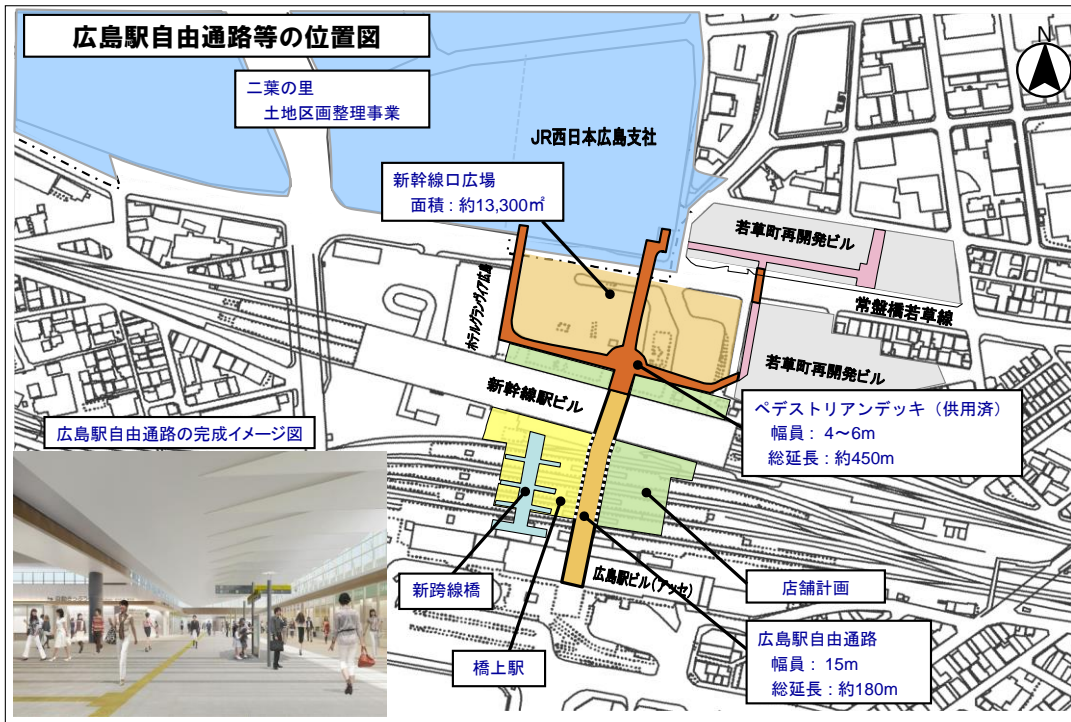 広島駅自由通路等の位置図
N
二葉の里
土地区画整理事業
JR西日本広島支社
新幹線口広場
面積：約13,300㎡
若草町再開発ビル
ホテルグランヴィア広島
常盤橋若草線
若草町再開発ビル
新幹線駅ビル
ペデストリアンデッキ（供用済）
幅員： 4～6m
総延長：約450m
広島駅自由通路の完成イメージ図
新跨線橋
広島駅ビル(アッセ)
店舗計画
橋上駅
広島駅自由通路
幅員： 15m
総延長：約180m